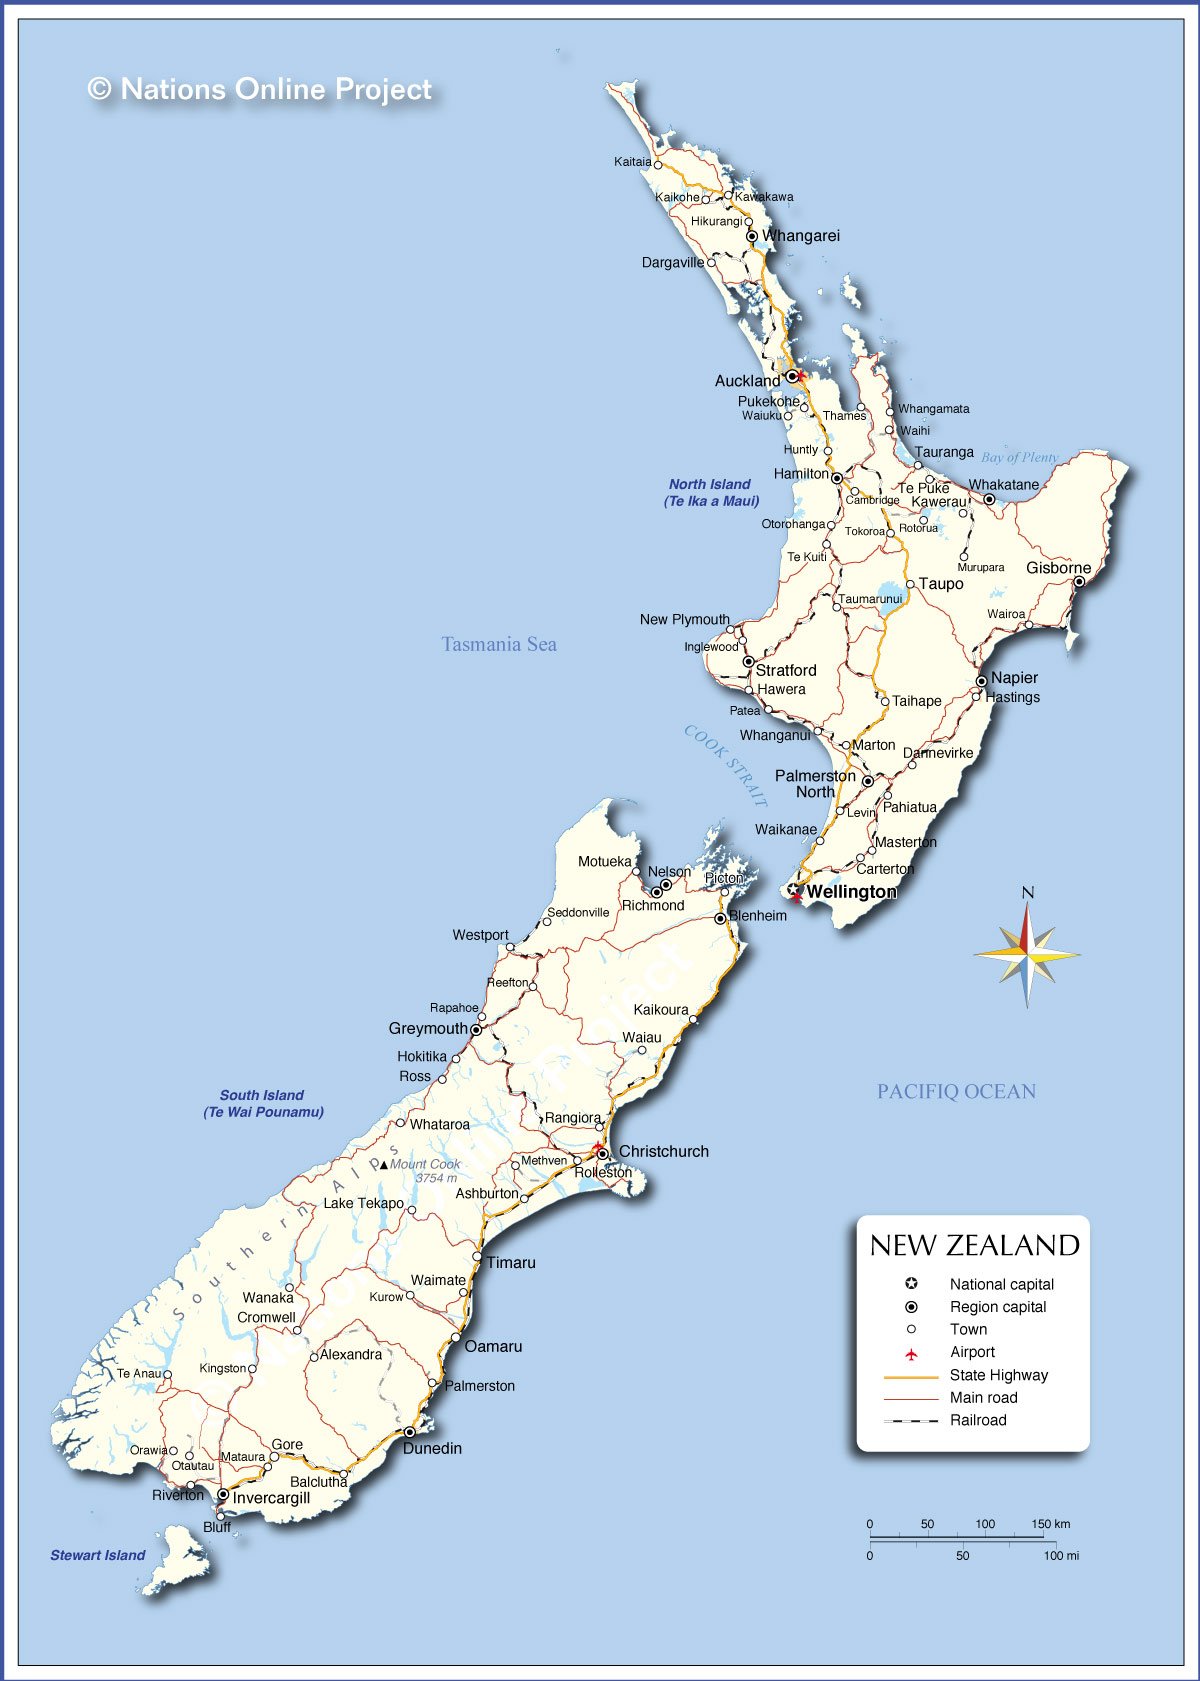 © Nations Online Project
Kaitaia
Kaikohe
Kawakawa
Hikurangi
Whangarei
Dargaville
Auckland
Pukekohe
Waiuku
Thames
Whangamata
Waihi
Huntly
Tauranga
Bay of Plenty
Hamilton
Te Puke
Whakatane
North Island
(Te Ika a Maui)
Cambridge
Kawerau
Otorohanga
Tokoroa
Rotorua
Te Kuiti
Murupara
Gisborne
Taupo
Taumarunui
New Plymouth
Wairoa
Tasmania Sea
Inglewood
Stratford
Napier
Hawera
Hastings
Taihape
Patea
Whanganui
COOK STRAIT
Marton
Dannevirke
Palmerston
North
Levin
Pahiatua
Waikanae
Masterton
Carterton
Motueka
Nelson
Picton
Wellington
Richmond
Seddonville
Blenheim
N
Westport
Reefton
Rapahoe
Kaikoura
Greymouth
Waiau
Hokitika
Ross
PACIFIQ OCEAN
South Island
(Te Wai Pounamu)
Rangiora
Whataroa
Christchurch
Southern Alps
Mount Cook
3754 m
Methven
Rolleston
Ashburton
Lake Tekapo
Timaru
Waimate
Wanaka
Kurow
Cromwell
Oamaru
Alexandra
Kingston
Te Anau
Palmerston
Dunedin
Gore
Orawia
Mataura
Otautau
Balclutha
Riverton
Invercargill
Bluff
Stewart Island
NEW ZEALAND
National capital
Region capital
Town
Airport
State Highway
Main road
Railroad
0 50 100 150 km
0 50 100 mi